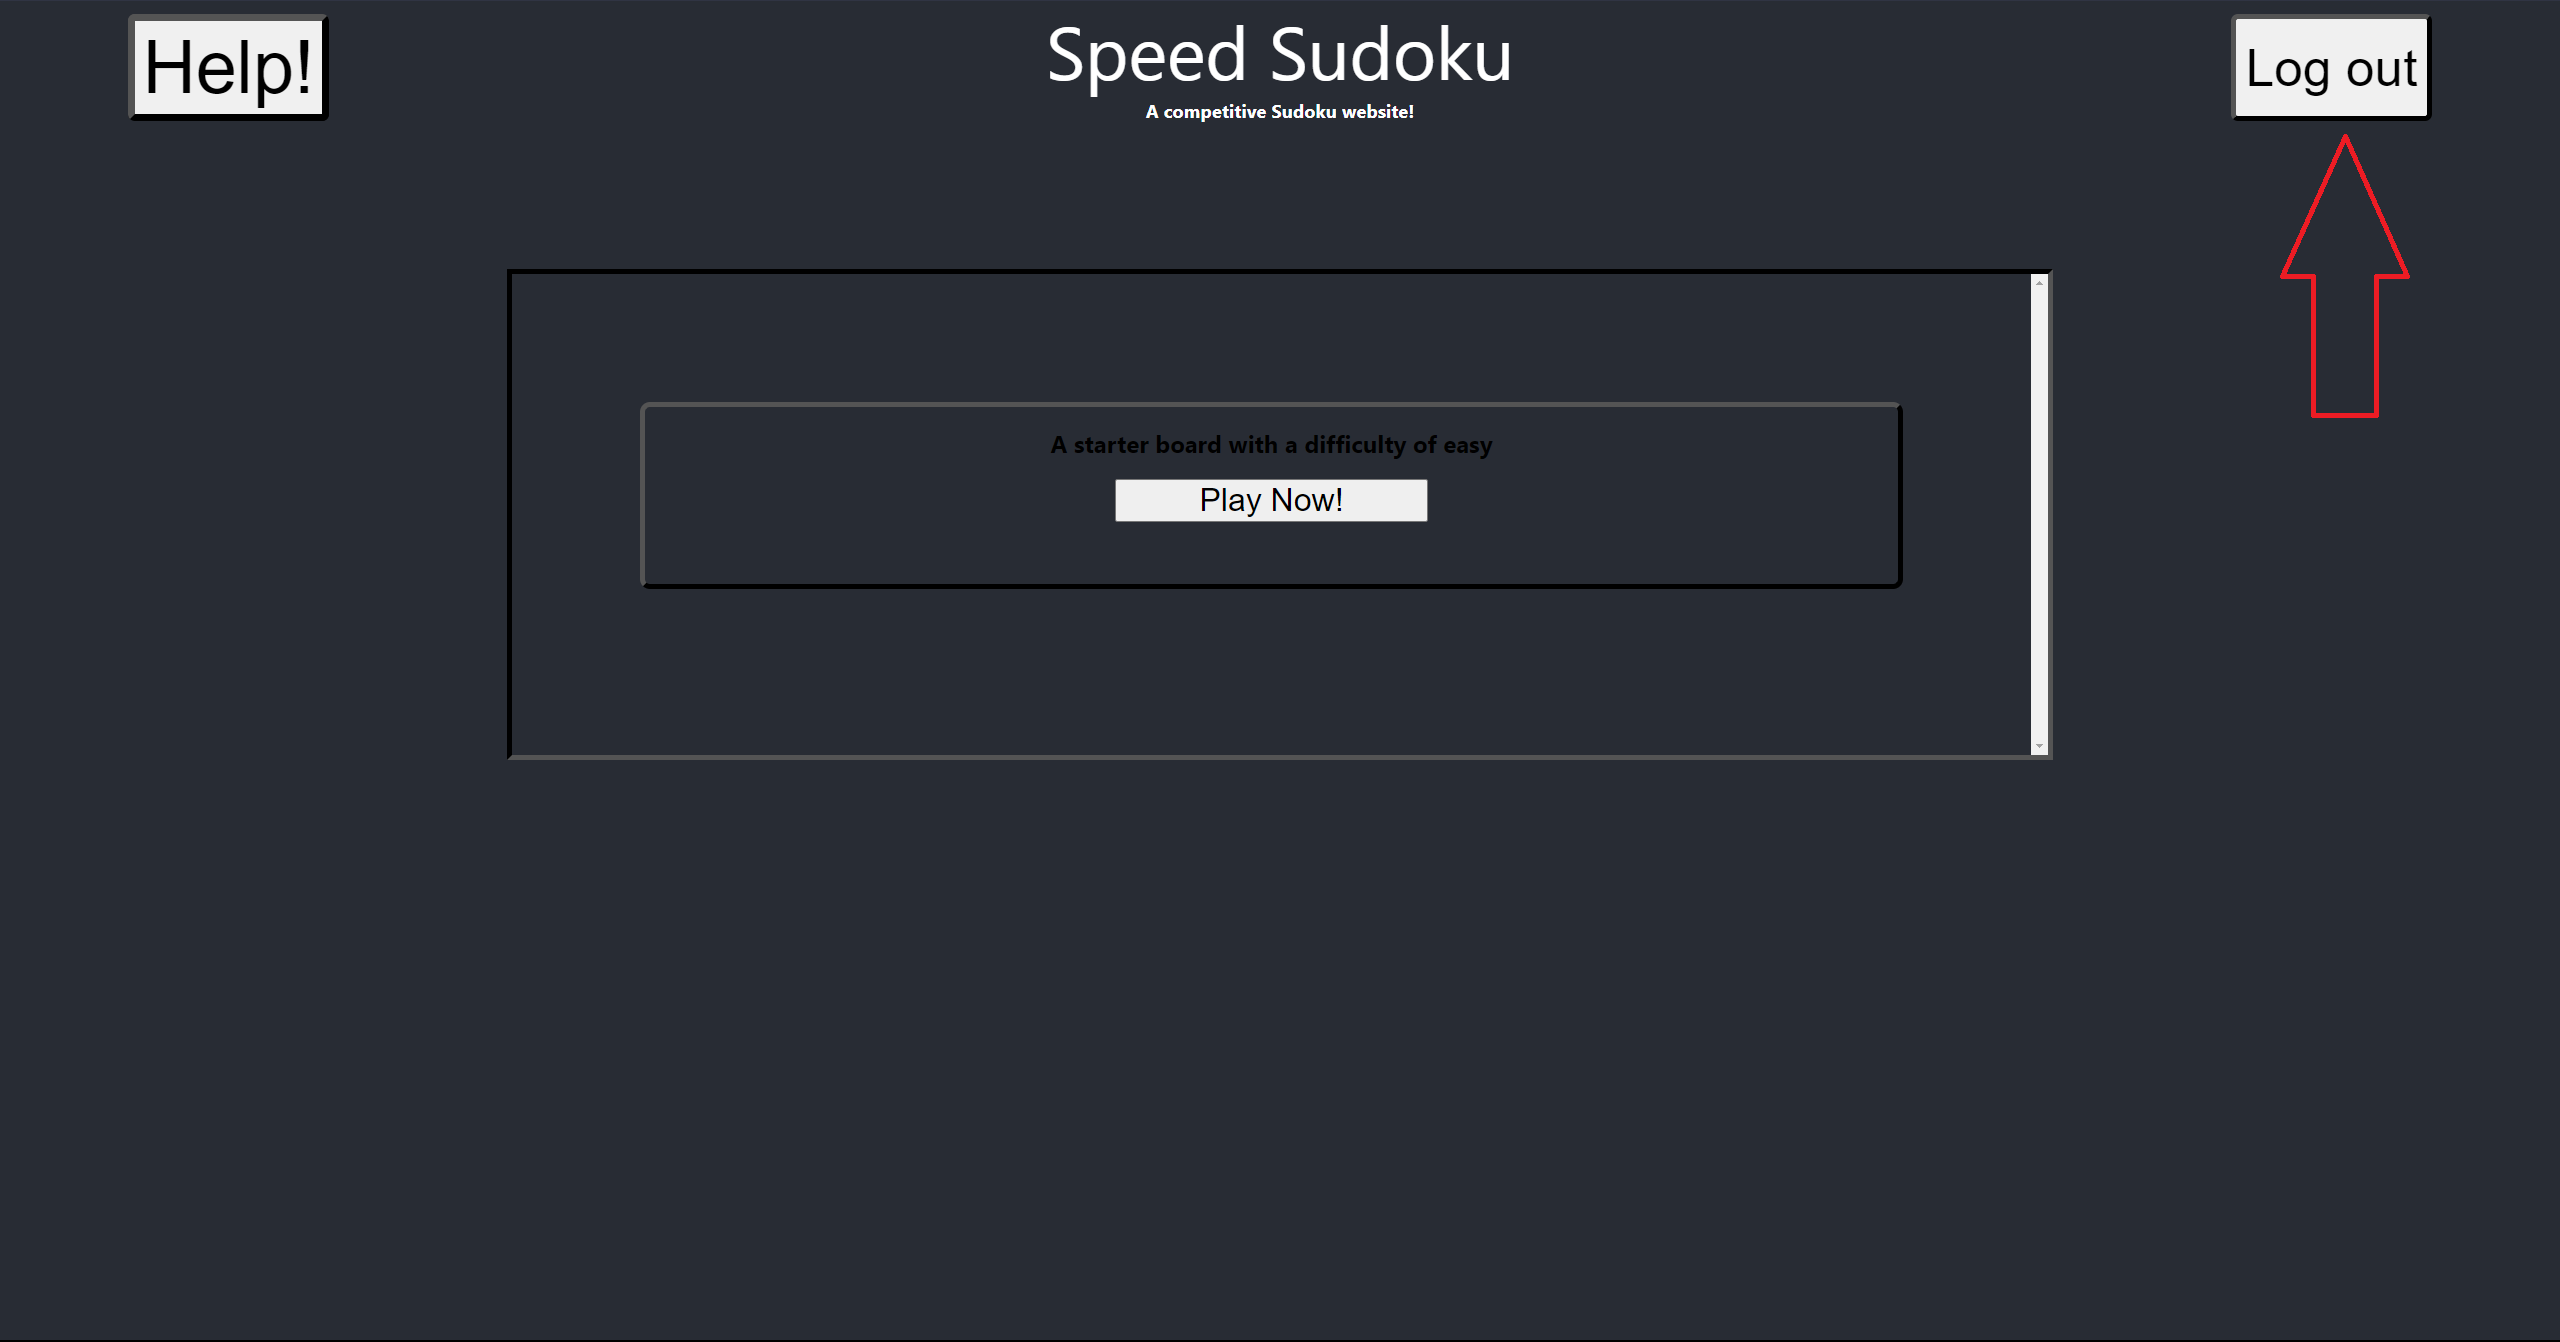 Help!
Speed Sudoku
Log out
A competitive Sudoku website!
A starter board with a difficulty of easy
Play Now!